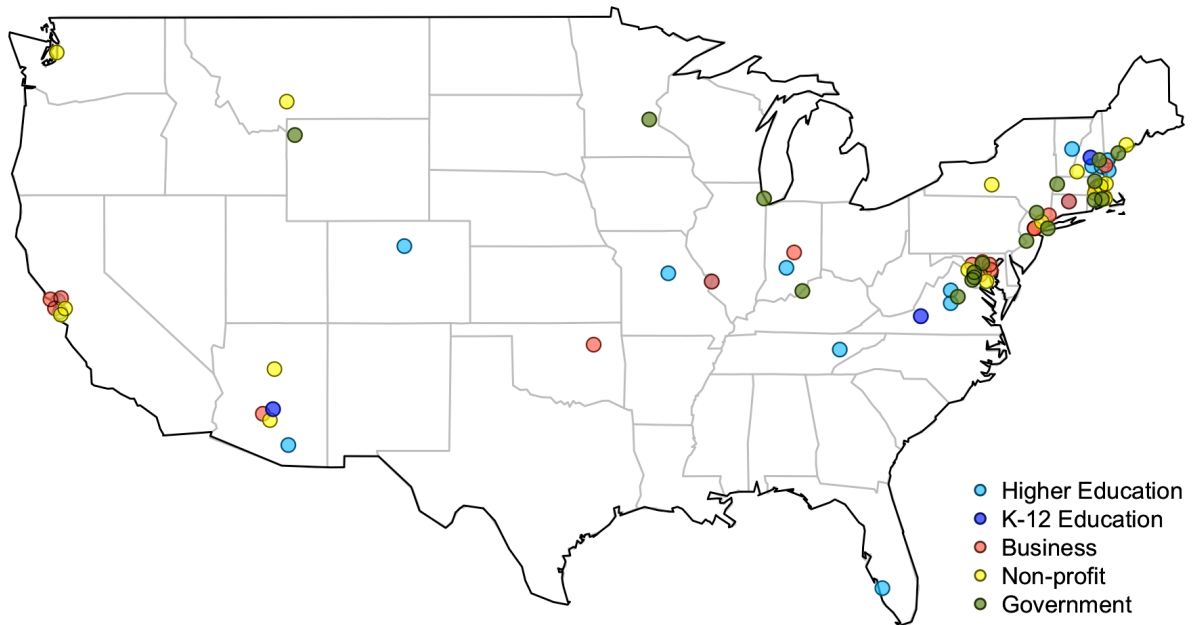 Higher Education
K-12 Education
Business
Non-profit
Government